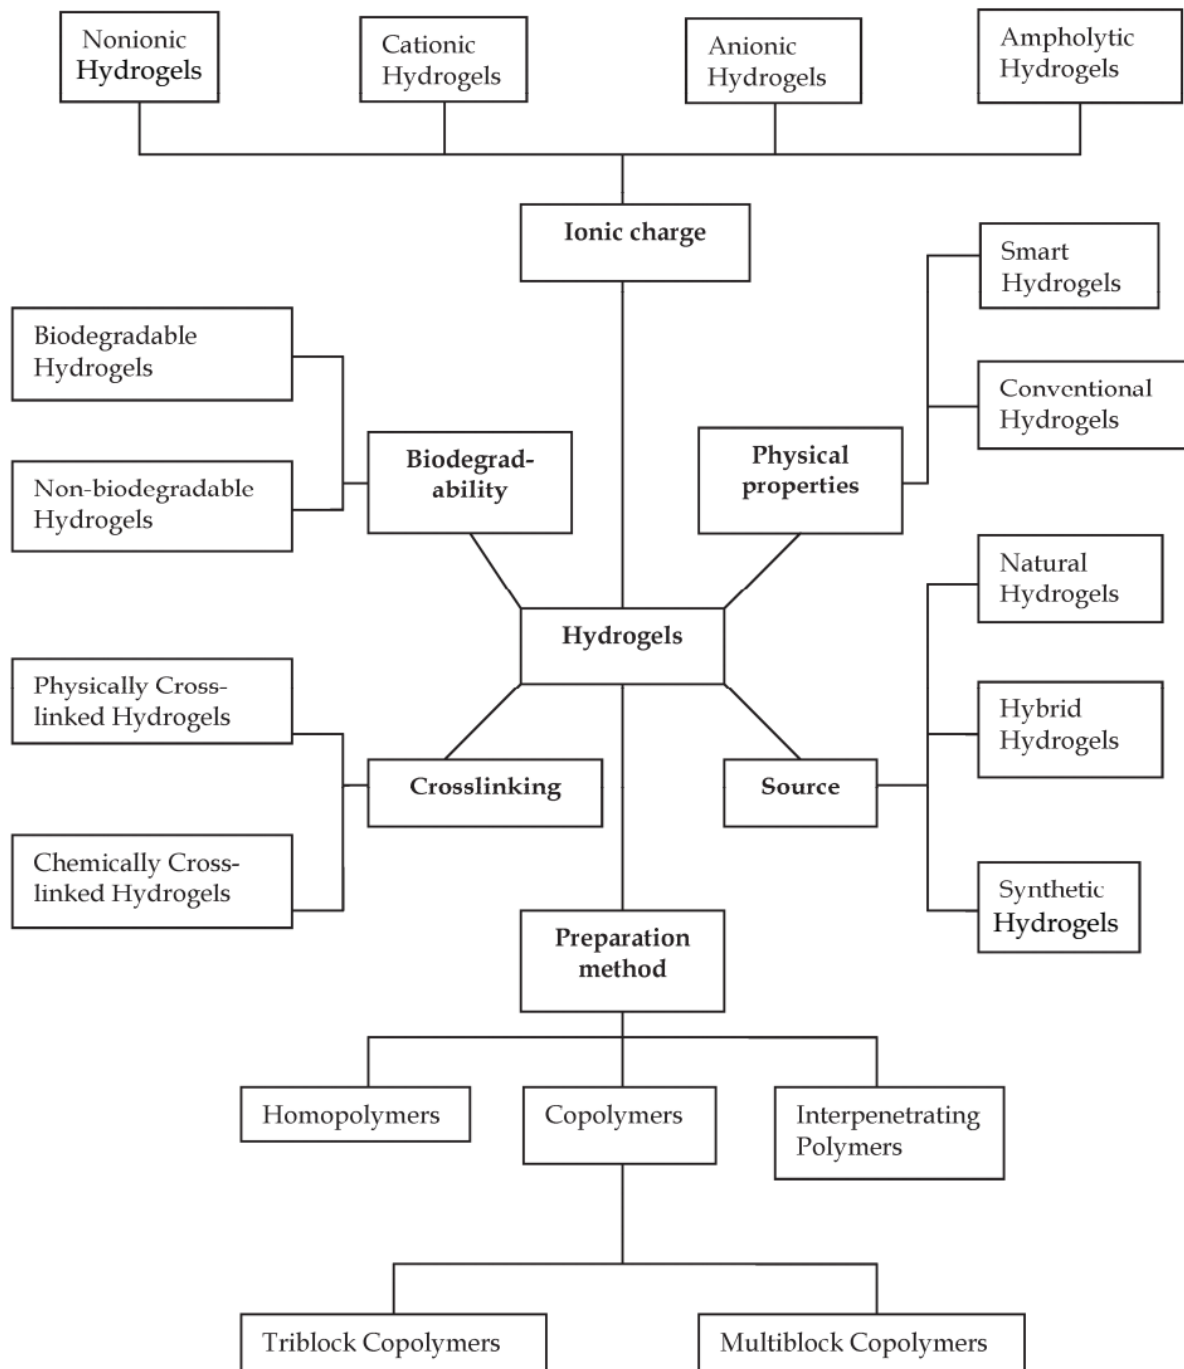 Nonionic
Hydrogels
Cationic
Hydrogels
Anionic
Hydrogels
Ampholytic
Hydrogels
Ionic charge
Smart
Hydrogels
Biodegradable
Hydrogels
Conventional
Hydrogels
Biodegrad-
ability
Physical
properties
Non-biodegradable
Hydrogels
Natural
Hydrogels
Hydrogels
Physically Cross-
linked Hydrogels
Hybrid
Hydrogels
Crosslinking
Source
Chemically Cross-
linked Hydrogels
Synthetic
Hydrogels
Preparation
method
Homopolymers
Copolymers
Interpenetrating
Polymers
Triblock Copolymers
Multiblock Copolymers